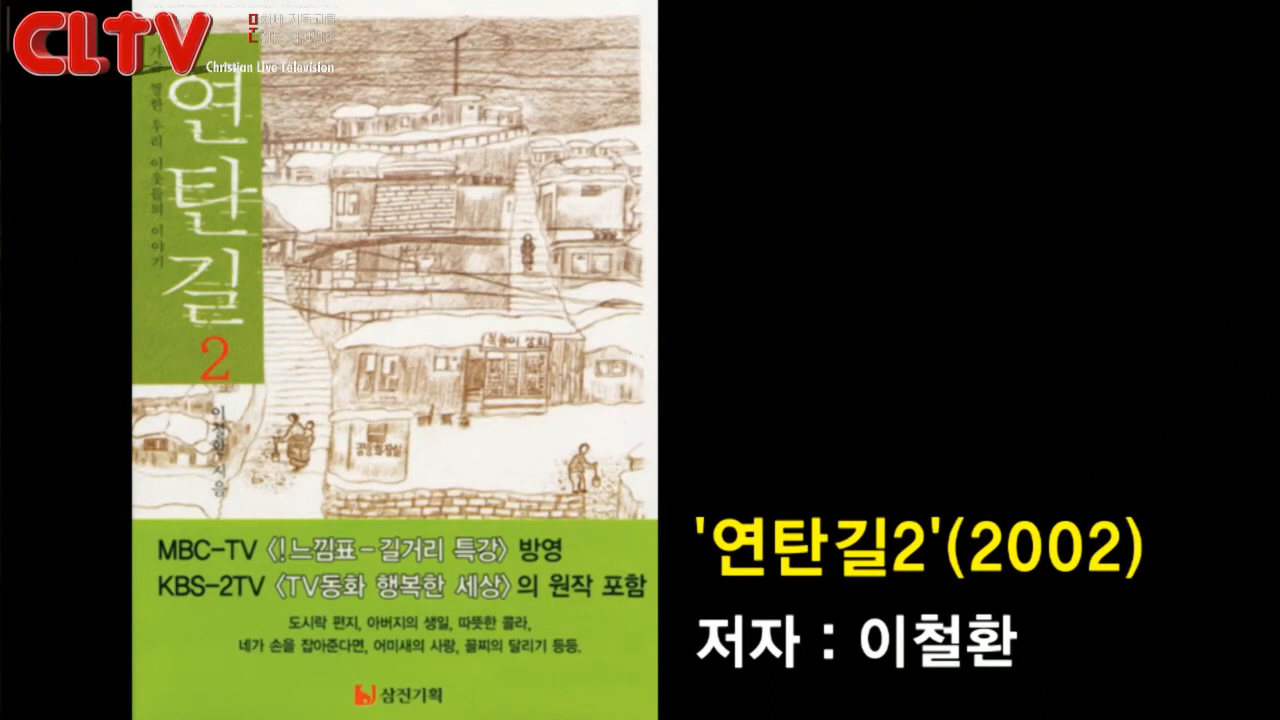 CLTV
Christian Live Television
연탄길
2
우리 이웃들의 이야기
이철환 지음
공동화장실
MBC-TV 〈!느낌표-길거리 특강〉 방영
KBS-2TV 〈TV동화 행복한 세상〉의 원작 포함
도시락 편지, 아버지의 생일, 따뜻한 콜라,
네가 손을 잡아준다면, 어미새의 사랑, 꼴찌의 달리기 등등.
삼진기획
'연탄길2'(2002)
저자 : 이철환